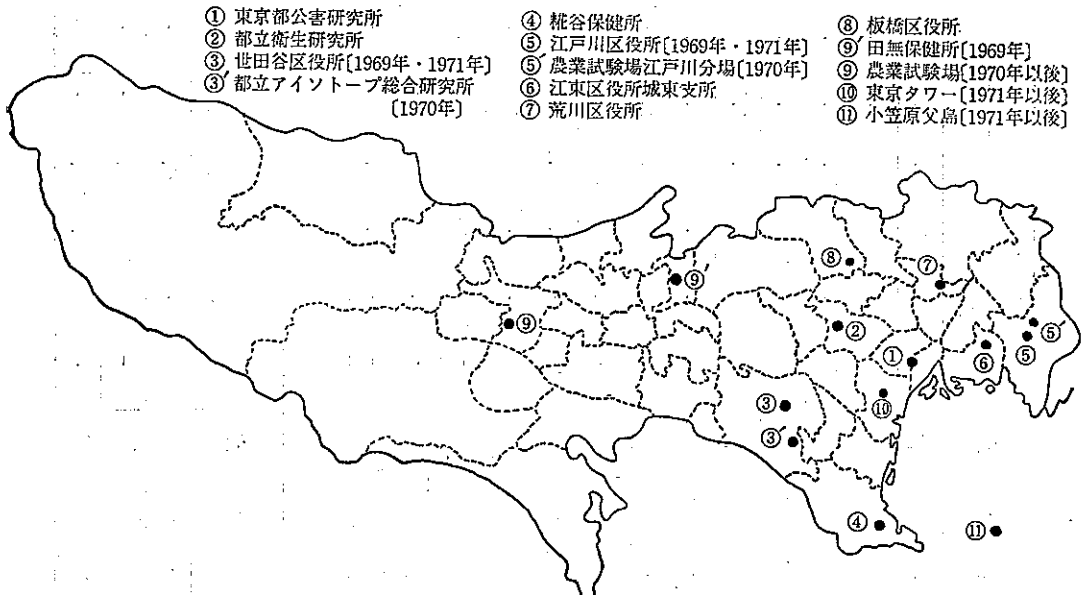 ① 東京都公害研究所
② 都立衛生研究所
③ 世田谷区役所〔1969年・1971年〕
③′ 都立アイソトープ総合研究所
〔1970年〕
④ 糀谷保健所
⑤ 江戸川区役所〔1969年・1971年〕
⑤′ 農業試験場江戸川分場〔1970年〕
⑥ 江東区役所城東支所
⑦ 荒川区役所
⑧ 板橋区役所
⑨′ 田無保健所〔1969年〕
⑨ 農業試験場〔1970年以後〕
⑩ 東京タワー〔1971年以後〕
⑪ 小笠原父島〔1971年以後〕
⑧
⑨′
⑦
⑨
②
⑤′
⑤
⑥
①
③
⑩
③′
④
⑪